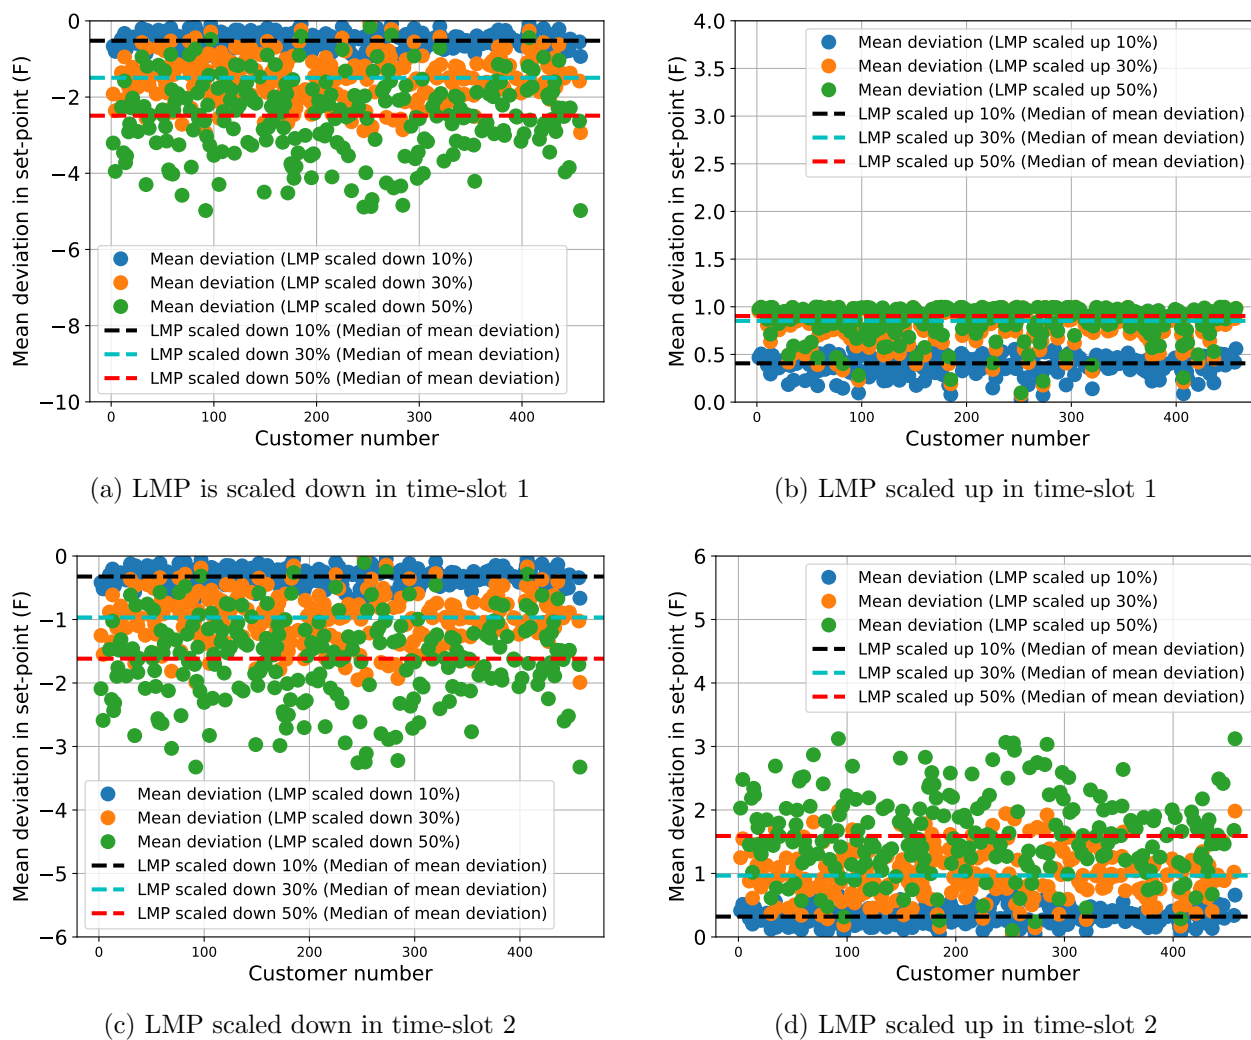 0
−2
−4
−6
−8
−10
Mean deviation in set-point (F)
Mean deviation (LMP scaled down 10%)
Mean deviation (LMP scaled down 30%)
Mean deviation (LMP scaled down 50%)
LMP scaled down 10% (Median of mean deviation)
LMP scaled down 30% (Median of mean deviation)
LMP scaled down 50% (Median of mean deviation)
0 100 200 300 400
Customer number
(a) LMP is scaled down in time-slot 1
4.0
3.5
3.0
2.5
2.0
1.5
1.0
0.5
0.0
Mean deviation in set-point (F)
Mean deviation (LMP scaled up 10%)
Mean deviation (LMP scaled up 30%)
Mean deviation (LMP scaled up 50%)
LMP scaled up 10% (Median of mean deviation)
LMP scaled up 30% (Median of mean deviation)
LMP scaled up 50% (Median of mean deviation)
0 100 200 300 400
Customer number
(b) LMP scaled up in time-slot 1
0
−1
−2
−3
−4
−5
−6
Mean deviation in set-point (F)
Mean deviation (LMP scaled down 10%)
Mean deviation (LMP scaled down 30%)
Mean deviation (LMP scaled down 50%)
LMP scaled down 10% (Median of mean deviation)
LMP scaled down 30% (Median of mean deviation)
LMP scaled down 50% (Median of mean deviation)
0 100 200 300 400
Customer number
(c) LMP scaled down in time-slot 2
6
5
4
3
2
1
0
Mean deviation in set-point (F)
Mean deviation (LMP scaled up 10%)
Mean deviation (LMP scaled up 30%)
Mean deviation (LMP scaled up 50%)
LMP scaled up 10% (Median of mean deviation)
LMP scaled up 30% (Median of mean deviation)
LMP scaled up 50% (Median of mean deviation)
0 100 200 300 400
Customer number
(d) LMP scaled up in time-slot 2